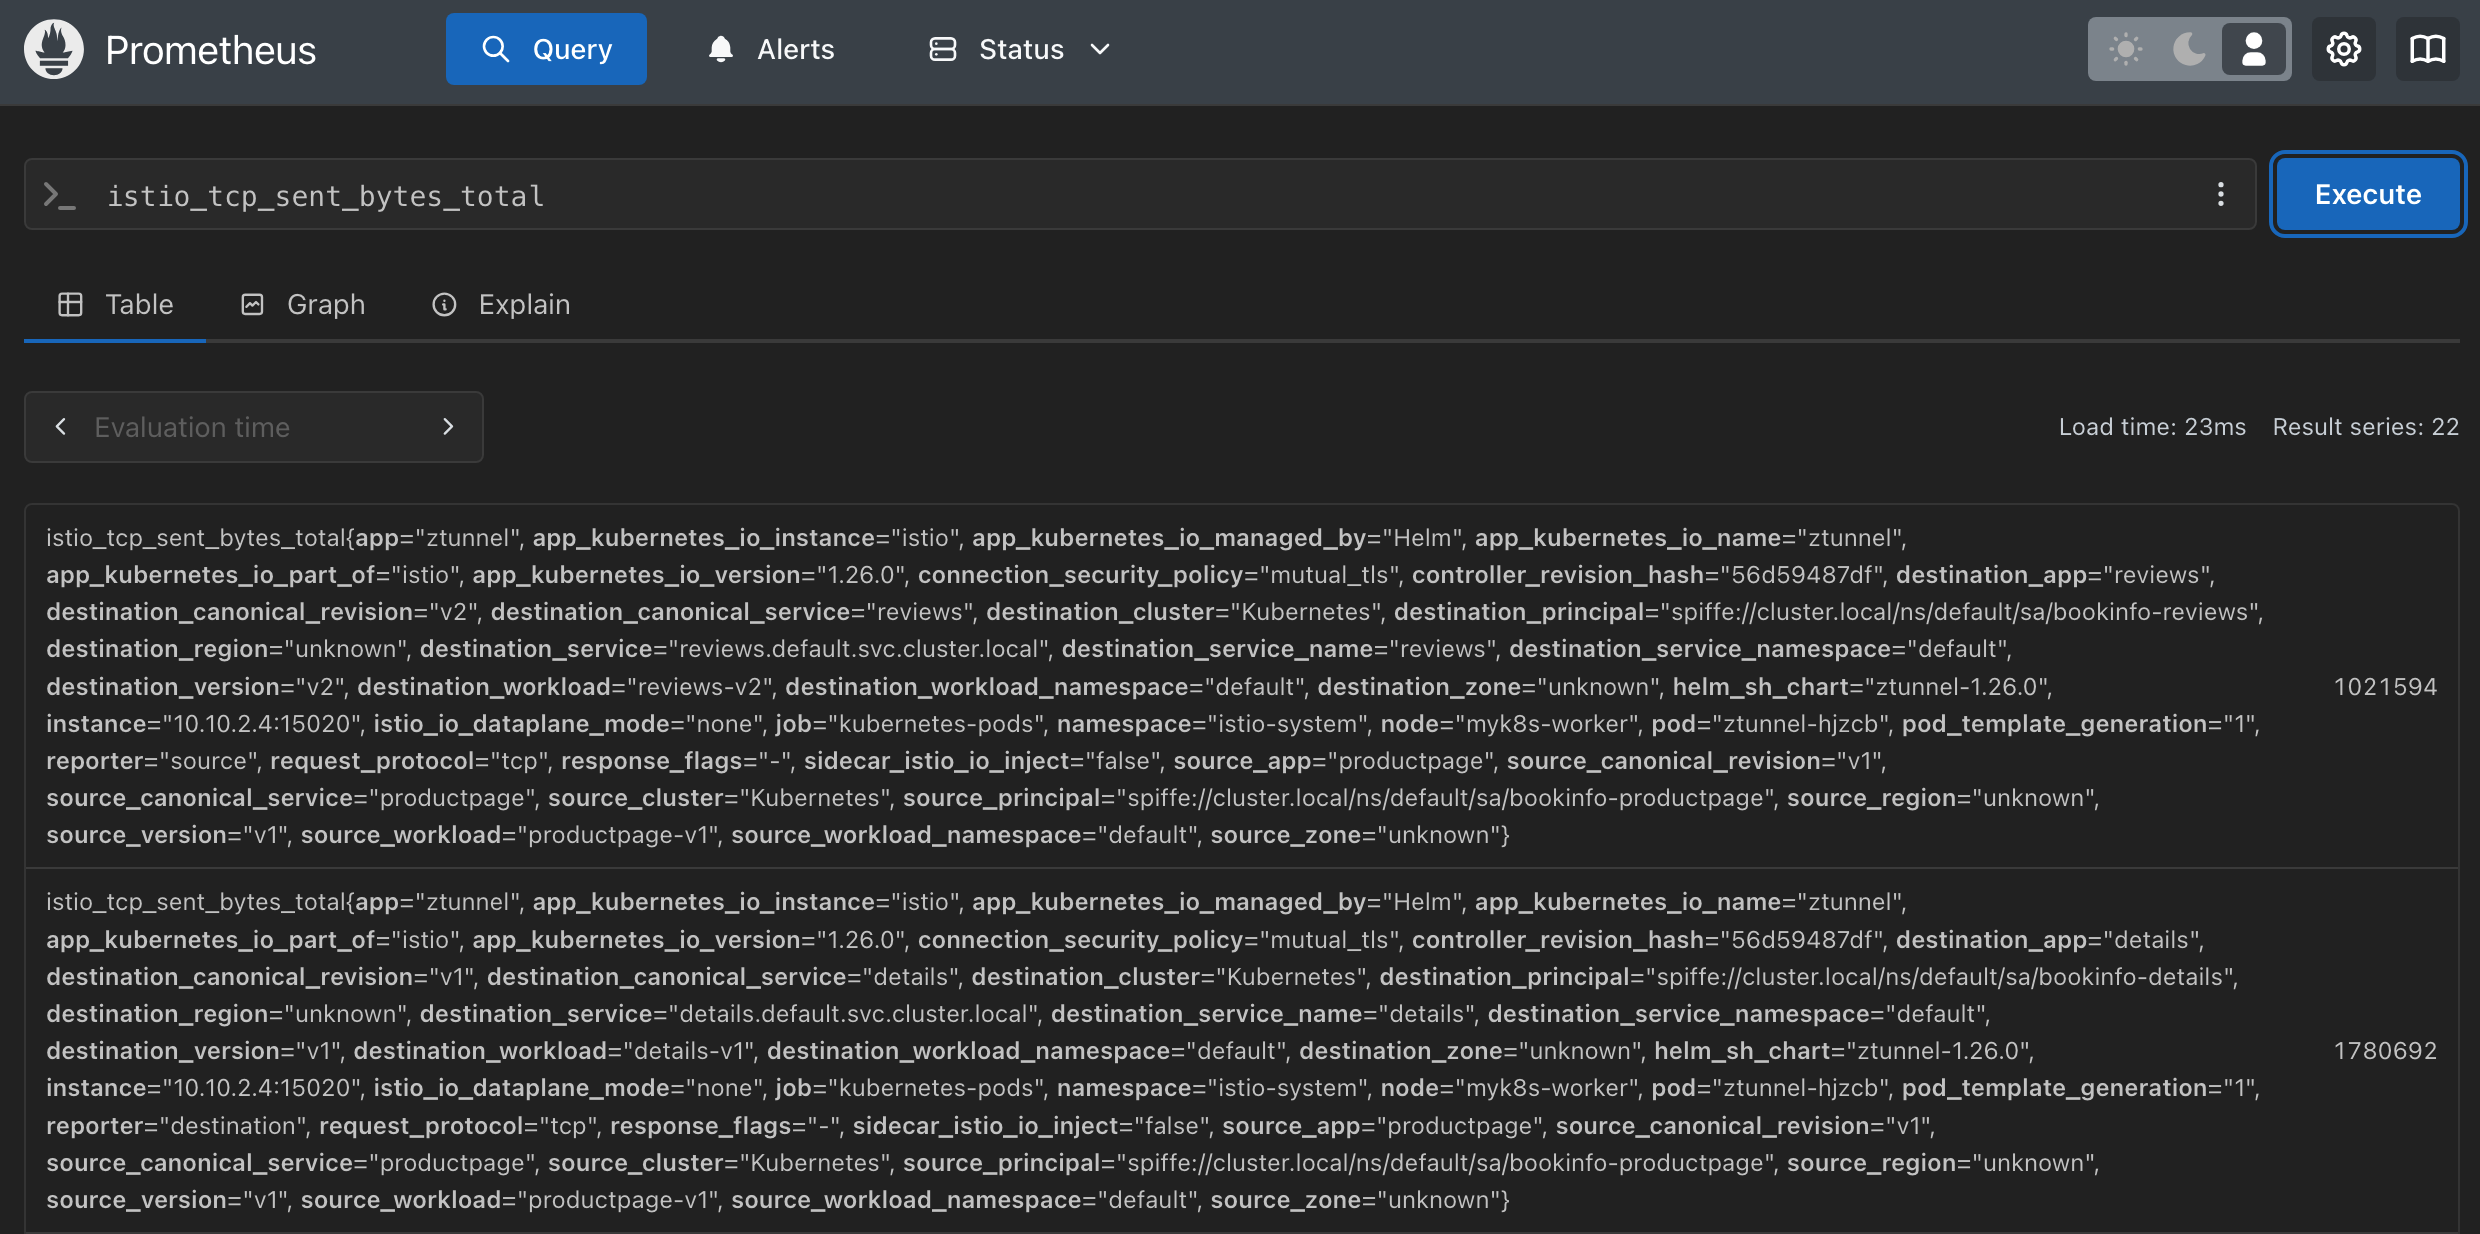 Prometheus
Query
Alerts
Status
>_ istio_tcp_sent_bytes_total
Execute
Table
Graph
Explain
Evaluation time
Load time: 23ms
Result series: 22
istio_tcp_sent_bytes_total{app="ztunnel", app_kubernetes_io_instance="istio", app_kubernetes_io_managed_by="Helm", app_kubernetes_io_name="ztunnel",
app_kubernetes_io_part_of="istio", app_kubernetes_io_version="1.26.0", connection_security_policy="mutual_tls", controller_revision_hash="56d59487df", destination_app="reviews",
destination_canonical_revision="v2", destination_canonical_service="reviews", destination_cluster="Kubernetes", destination_principal="spiffe://cluster.local/ns/default/sa/bookinfo-reviews",
destination_region="unknown", destination_service="reviews.default.svc.cluster.local", destination_service_name="reviews", destination_service_namespace="default",
destination_version="v2", destination_workload="reviews-v2", destination_workload_namespace="default", destination_zone="unknown", helm_sh_chart="ztunnel-1.26.0",
1021594
instance="10.10.2.4:15020", istio_io_dataplane_mode="none", job="kubernetes-pods", namespace="istio-system", node="myk8s-worker", pod="ztunnel-hjzcb", pod_template_generation="1",
reporter="source", request_protocol="tcp", response_flags="-", sidecar_istio_io_inject="false", source_app="productpage", source_canonical_revision="v1",
source_canonical_service="productpage", source_cluster="Kubernetes", source_principal="spiffe://cluster.local/ns/default/sa/bookinfo-productpage", source_region="unknown",
source_version="v1", source_workload="productpage-v1", source_workload_namespace="default", source_zone="unknown"}
istio_tcp_sent_bytes_total{app="ztunnel", app_kubernetes_io_instance="istio", app_kubernetes_io_managed_by="Helm", app_kubernetes_io_name="ztunnel",
app_kubernetes_io_part_of="istio", app_kubernetes_io_version="1.26.0", connection_security_policy="mutual_tls", controller_revision_hash="56d59487df", destination_app="details",
destination_canonical_revision="v1", destination_canonical_service="details", destination_cluster="Kubernetes", destination_principal="spiffe://cluster.local/ns/default/sa/bookinfo-details",
destination_region="unknown", destination_service="details.default.svc.cluster.local", destination_service_name="details", destination_service_namespace="default",
destination_version="v1", destination_workload="details-v1", destination_workload_namespace="default", destination_zone="unknown", helm_sh_chart="ztunnel-1.26.0",
1780692
instance="10.10.2.4:15020", istio_io_dataplane_mode="none", job="kubernetes-pods", namespace="istio-system", node="myk8s-worker", pod="ztunnel-hjzcb", pod_template_generation="1",
reporter="destination", request_protocol="tcp", response_flags="-", sidecar_istio_io_inject="false", source_app="productpage", source_canonical_revision="v1",
source_canonical_service="productpage", source_cluster="Kubernetes", source_principal="spiffe://cluster.local/ns/default/sa/bookinfo-productpage", source_region="unknown",
source_version="v1", source_workload="productpage-v1", source_workload_namespace="default", source_zone="unknown"}